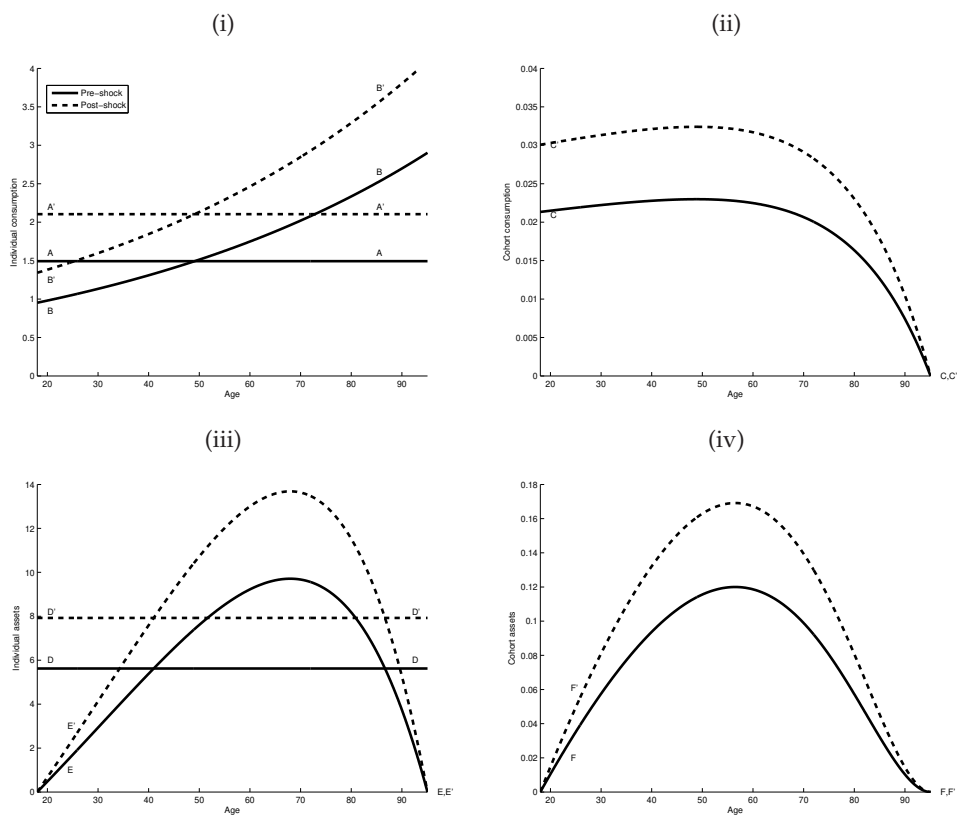 (i)
Individual consumption
4
3.5
3
2.5
2
1.5
1
0.5
0
Pre−shock
Post−shock
B'
B
A'
A'
A
A
B'
B
20
30
40
50
60
70
80
90
Age
(ii)
Cohort consumption
0.04
0.035
0.03
0.025
0.02
0.015
0.01
0.005
0
C'
C
20
30
40
50
60
70
80
90
C,C'
Age
(iii)
Individual assets
14
12
10
8
6
4
2
0
D'
D'
D
D
E'
E
20
30
40
50
60
70
80
90
E,E'
Age
(iv)
Cohort assets
0.18
0.16
0.14
0.12
0.1
0.08
0.06
0.04
0.02
0
F'
F
20
30
40
50
60
70
80
90
F,F'
Age